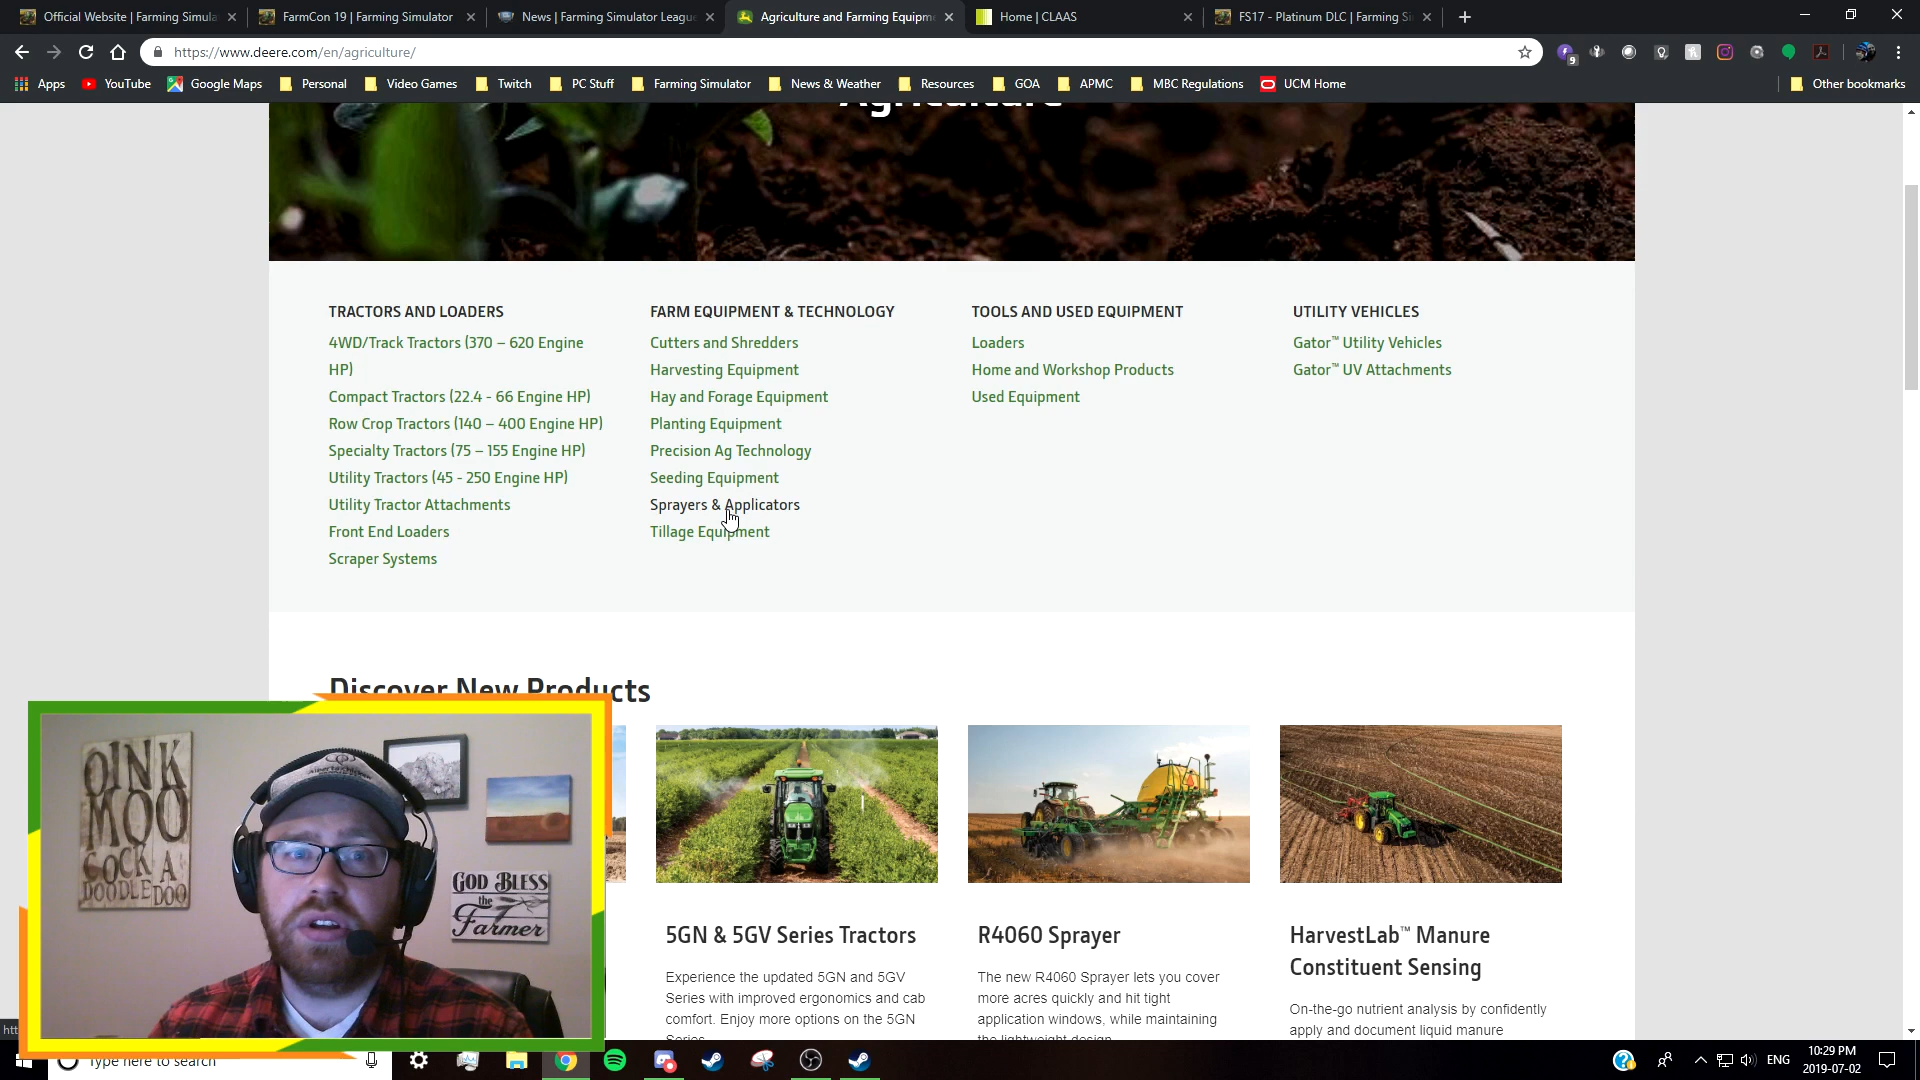 Official Website | Farming Simula
FarmCon 19 | Farming Simulator
News | Farming Simulator Leagu
Agriculture and Farming Equipm
Home | CLAAS
FS17 - Platinum DLC | Farming Si
https://www.deere.com/en/agriculture/
9
Apps
YouTube
Google Maps
Personal
Video Games
Twitch
PC Stuff
Farming Simulator
News & Weather
Resources
GOA
APMC
MBC Regulations
UCM Home
Other bookmarks
Agriculture
TRACTORS AND LOADERS
4WD/Track Tractors (370 – 620 Engine
HP)
Compact Tractors (22.4 - 66 Engine HP)
Row Crop Tractors (140 – 400 Engine HP)
Specialty Tractors (75 – 155 Engine HP)
Utility Tractors (45 - 250 Engine HP)
Utility Tractor Attachments
Front End Loaders
Scraper Systems
FARM EQUIPMENT & TECHNOLOGY
Cutters and Shredders
Harvesting Equipment
Hay and Forage Equipment
Planting Equipment
Precision Ag Technology
Seeding Equipment
Sprayers & Applicators
Tillage Equipment
TOOLS AND USED EQUIPMENT
Loaders
Home and Workshop Products
Used Equipment
UTILITY VEHICLES
Gator™ Utility Vehicles
Gator™ UV Attachments
Discover New Products
5GN & 5GV Series Tractors
Experience the updated 5GN and 5GV
Series with improved ergonomics and cab
comfort. Enjoy more options on the 5GN
Series.
R4060 Sprayer
The new R4060 Sprayer lets you cover
more acres quickly and hit tight
application windows, while maintaining
the lightweight design
HarvestLab™ Manure
Constituent Sensing
On-the-go nutrient analysis by confidently
apply and document liquid manure
OINK
MOO
COCK A
DOODLE DOO
GOD BLESS
the
Farmer
htt
Type here to search
ENG
10:29 PM
2019-07-02